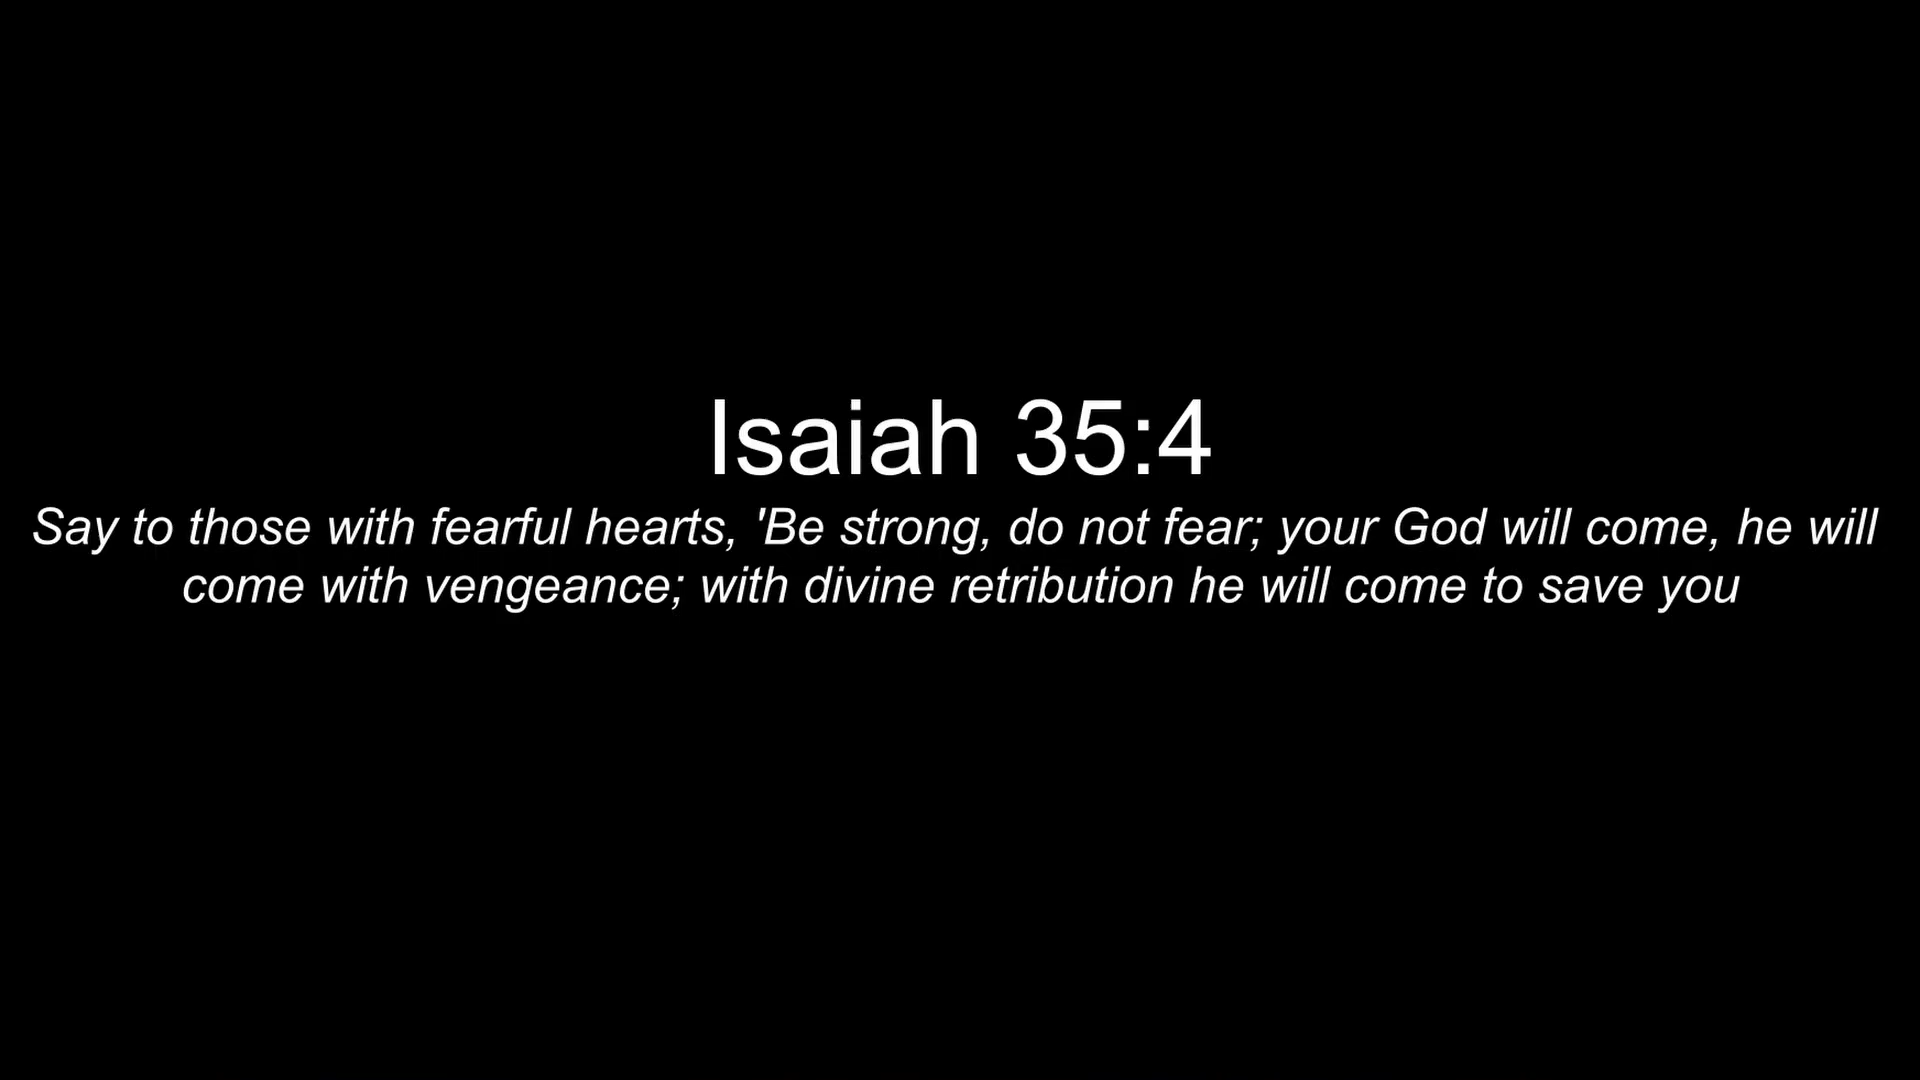 Isaiah 35:4
Say to those with fearful hearts, 'Be strong, do not fear; your God will come, he will
come with vengeance; with divine retribution he will come to save you